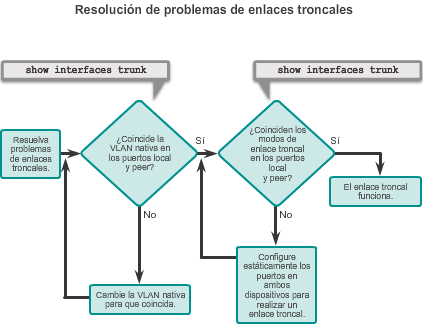 Resolución de problemas de enlaces troncales
show interfaces trunk
show interfaces trunk
Resuelva
problemas
de enlaces
troncales.
¿Coincide la
VLAN nativa en
los puertos local
y peer?
Sí
¿Coinciden los
modos de
enlace troncal
en los puertos
local
y peer?
Sí
El enlace troncal
funciona.
No
No
Cambie la VLAN nativa
para que coincida.
Configure
estáticamente los
puertos en
ambos
dispositivos para
realizar un
enlace troncal.